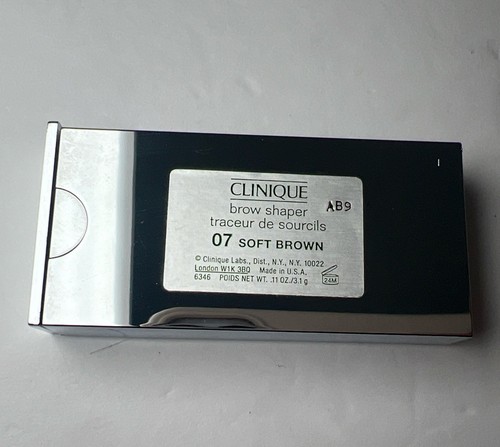 CLINIQUE
AB9
brow shaper
traceur de sourcils
07 SOFT BROWN
© Clinique Labs., Dist., N.Y., N.Y. 10022
London W1K 3BQ Made in U.S.A.
6346 POIDS NET WT. .11 OZ./3.1 g
24M